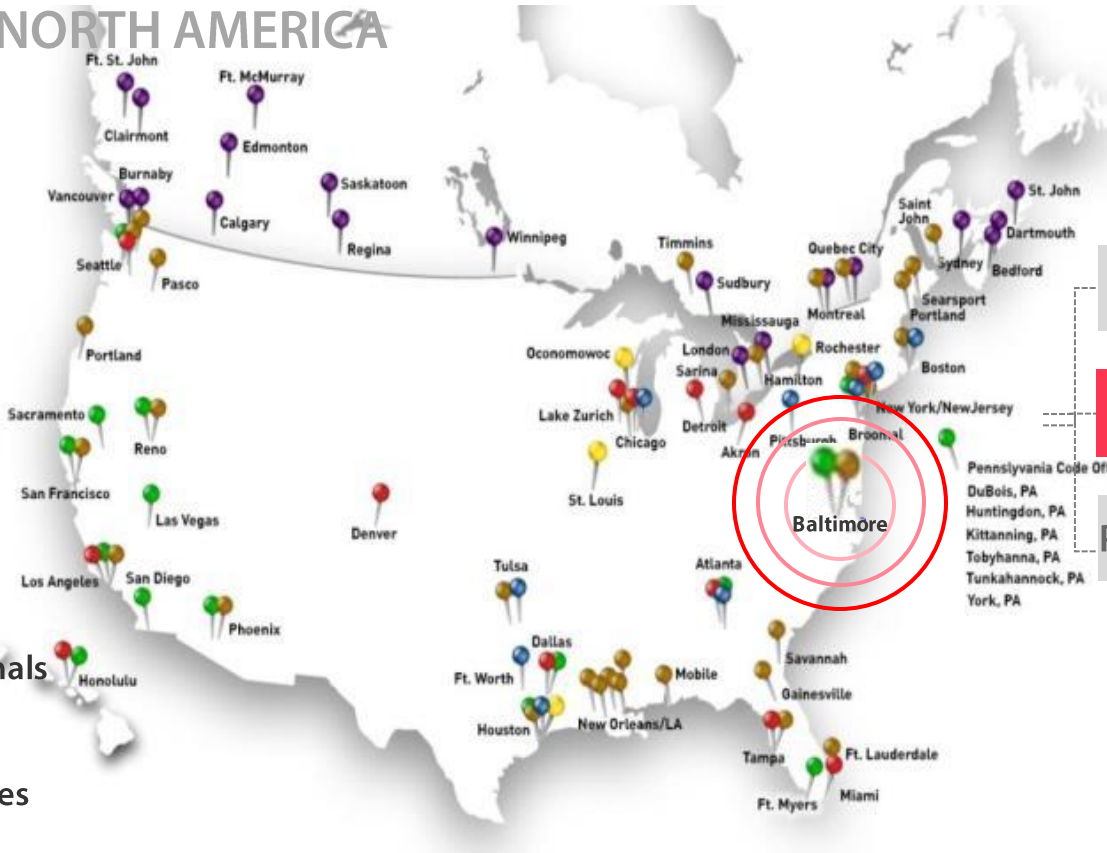 NORTH AMERICA
Ft. St. John
Ft. McMurray
Clairmont
Edmonton
Burnaby
Vancouver
Saskatoon
Calgary
Regina
Winnipeg
St. John
Saint
John
Dartmouth
Timmins
Quebec City
Seattle
Sydney
Bedford
Pasco
Sudbury
Searsport
Montreal
Portland
Mississauga
Portland
Oconomowoc
London
Rochester
Boston
Sarina
Hamilton
Sacramento
Lake Zurich
New York/NewJersey
Detroit
Chicago
Pittsburgh
Broomal
Reno
Akron
Pennslyvania Code Of
San Francisco
DuBois, PA
St. Louis
Huntingdon, PA
Las Vegas
Baltimore
Denver
Kittanning, PA
Tobyhanna, PA
Tulsa
Atlanta
Los Angeles
San Diego
Tunkahannock, PA
York, PA
Phoenix
Dallas
Savannah
nals
Honolulu
Ft. Worth
Mobile
Gainesville
Houston
New Orleans/LA
Tampa
Ft. Lauderdale
es
Ft. Myers
Miami